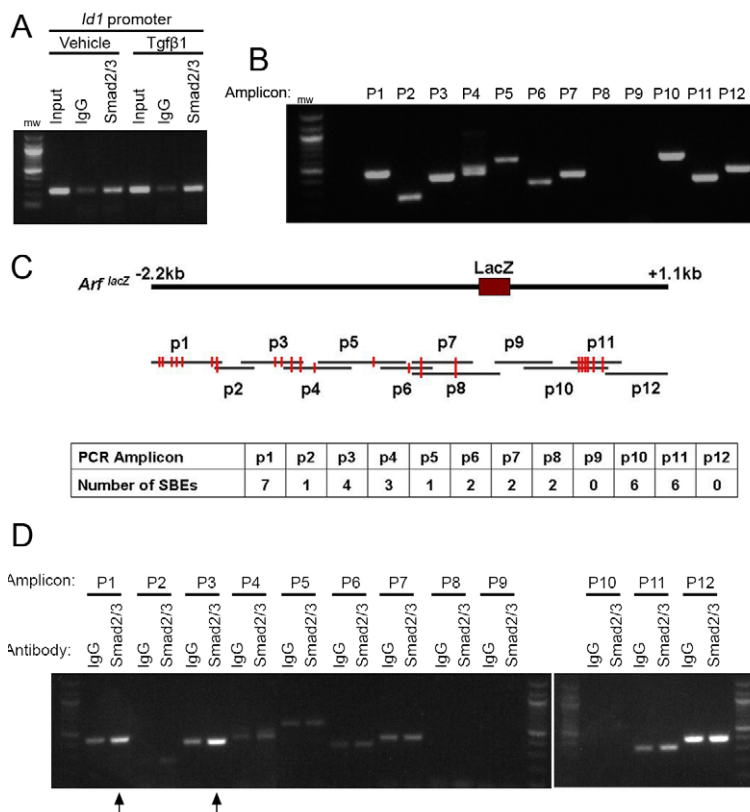 A
Id1 promoter
Vehicle Tgfβ1
Input IgG Smad2/3 Input IgG Smad2/3
mw
B
Amplicon: P1 P2 P3 P4 P5 P6 P7 P8 P9 P10 P11 P12
mw
C
Arf lacZ -2.2kb LacZ +1.1kb
p1 p3 p5 p7 p9 p11
p2 p4 p6 p8 p10 p12
PCR Amplicon p1 p2 p3 p4 p5 p6 p7 p8 p9 p10 p11 p12
Number of SBEs 7 1 4 3 1 2 2 2 0 6 6 0
D
Amplicon: P1 P2 P3 P4 P5 P6 P7 P8 P9 P10 P11 P12
Antibody: IgG Smad2/3 IgG Smad2/3 IgG Smad2/3 IgG Smad2/3 IgG Smad2/3 IgG Smad2/3 IgG Smad2/3 IgG Smad2/3 IgG Smad2/3 IgG Smad2/3 IgG Smad2/3 IgG Smad2/3